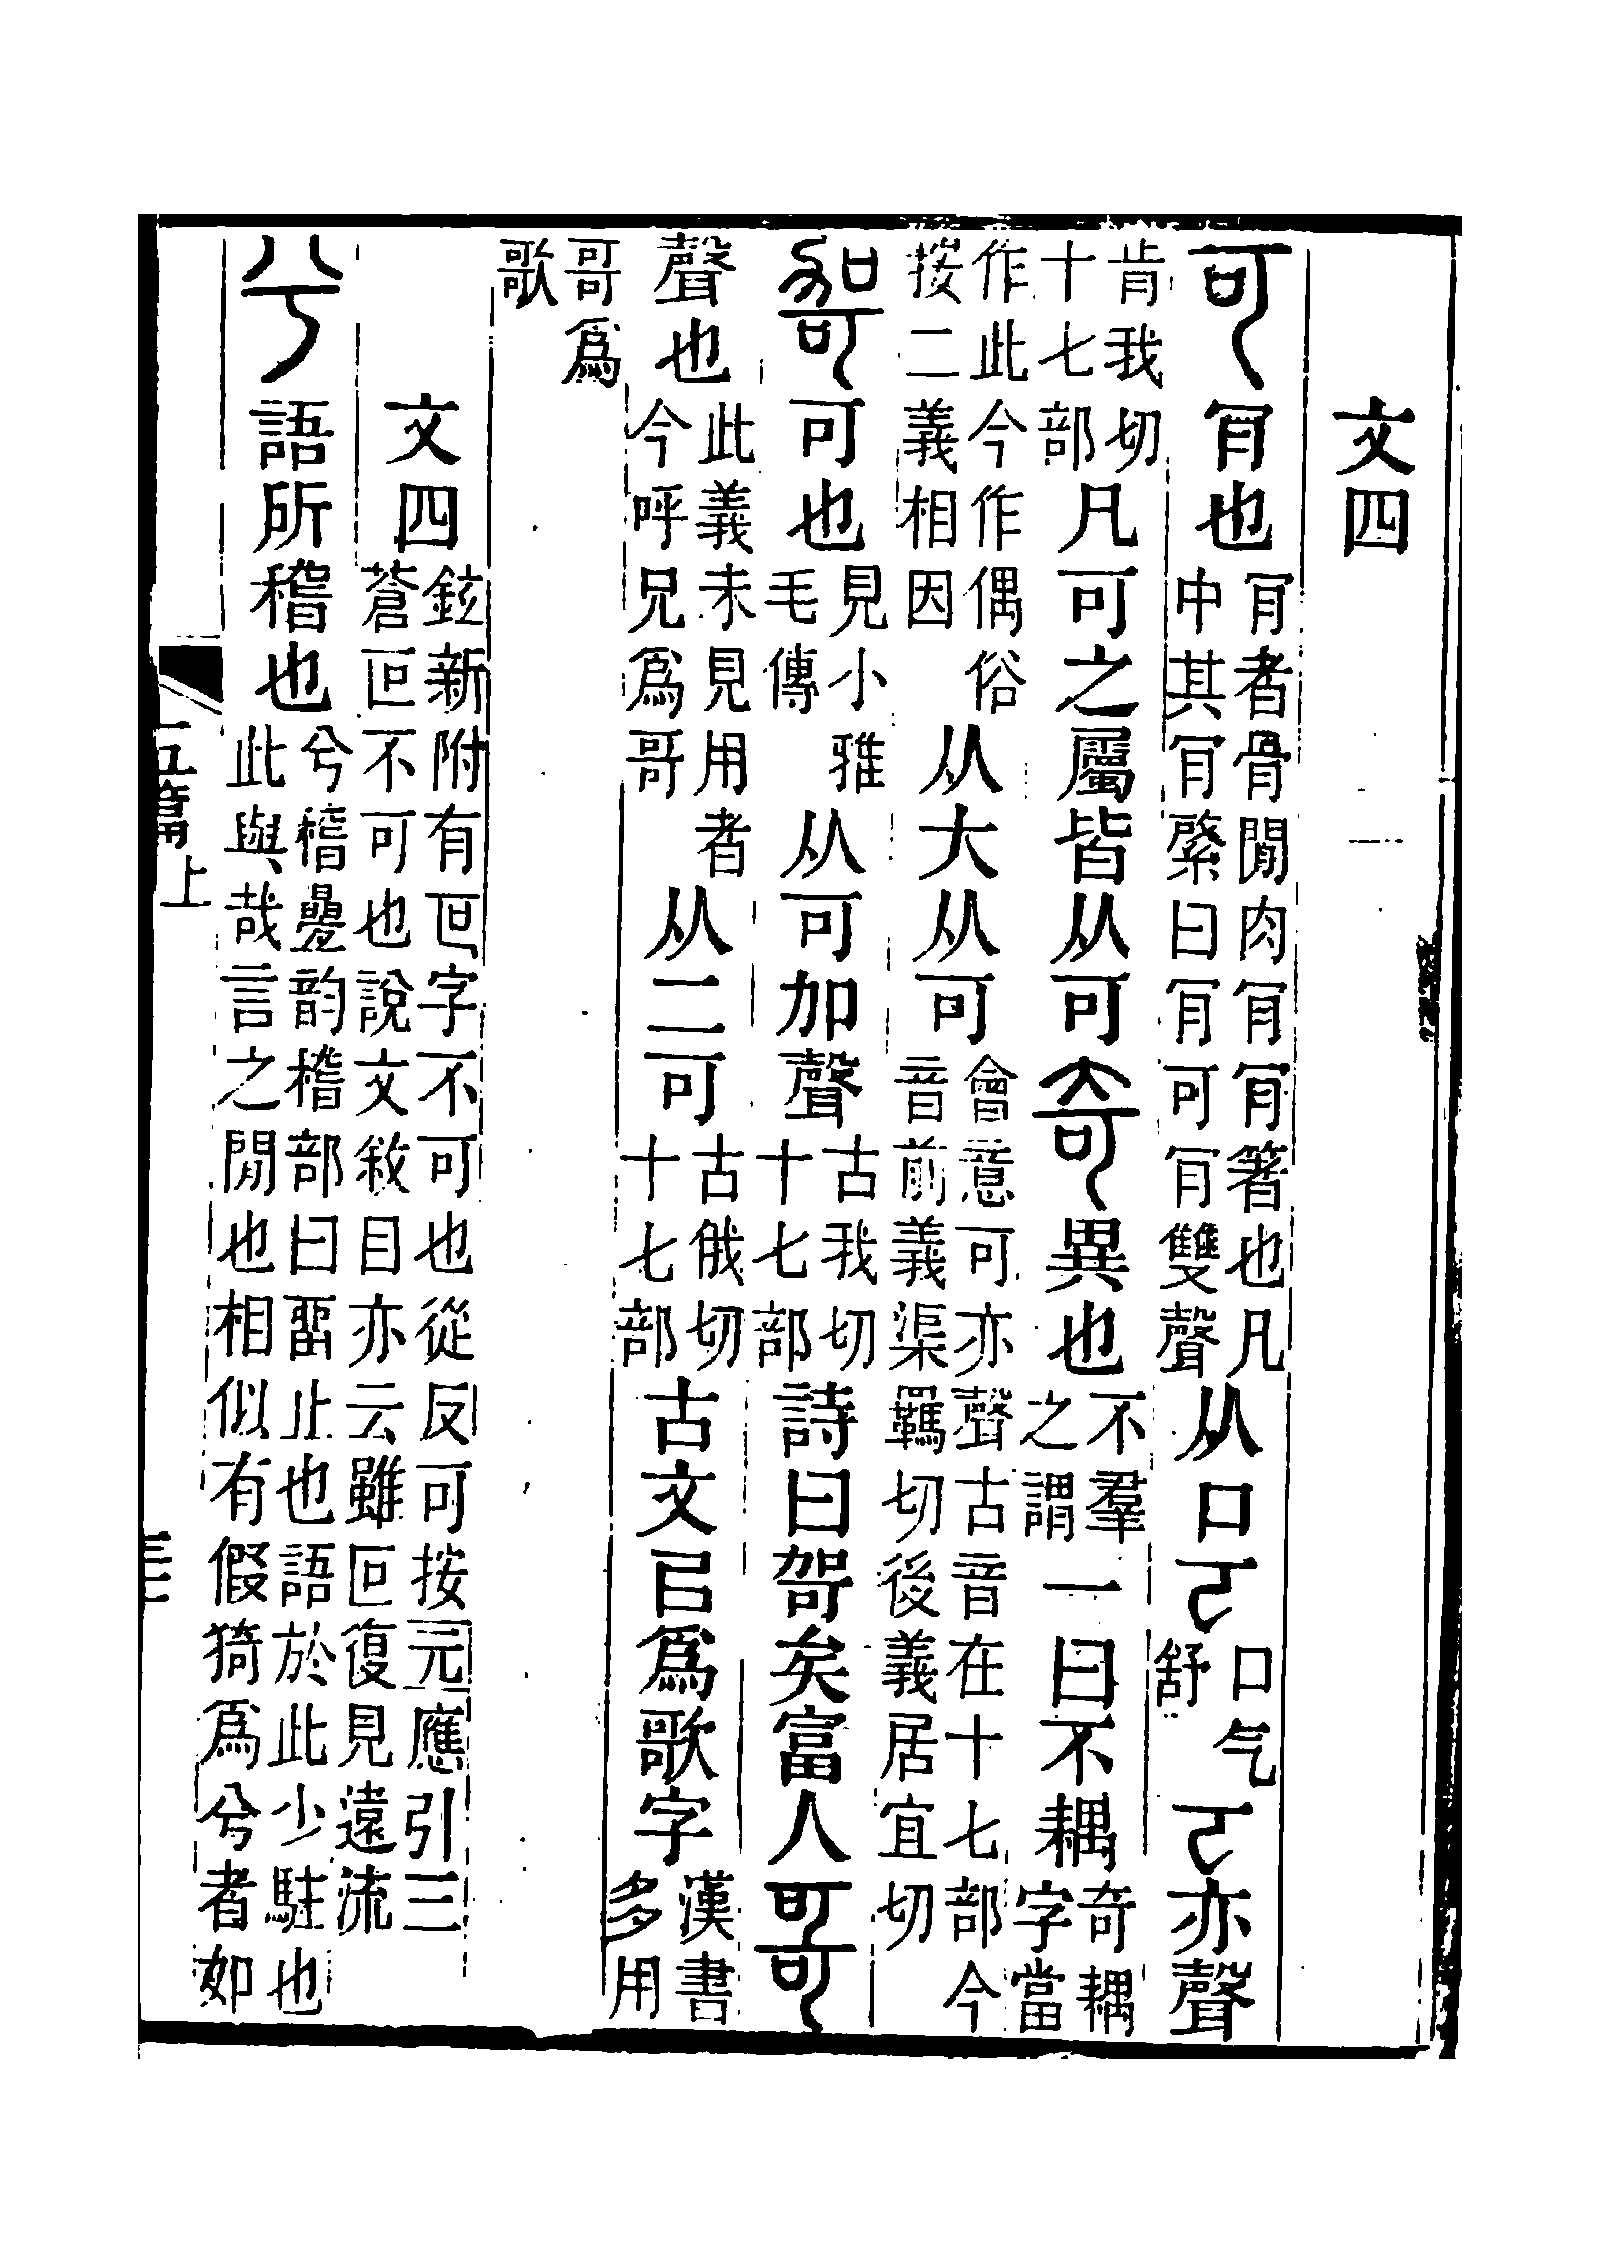 文四
可肎也肎者骨閒肉肎肎箸也凡中其肎綮曰肎可肎雙聲从口丂口气舒丂亦聲
肯我切十七部凡可之屬皆从可奇異也不羣之謂一曰不耦奇耦字當
作此今作偶俗按二義相因从大从可會意可亦聲古音在十七部今音前義渠羈切後義居宜切
哿可也見小雅毛傳从可加聲古我切十七部詩曰哿矣富人哥
聲也此義未見用者今呼兄爲哥从二可古俄切十七部古文㠯爲歌字漢書多用
哥爲歌
文四鉉新附有叵字不可也從反可按元應引三蒼叵不可也說文敘目亦云雖叵復見遠流
兮語所稽也兮稽疊韵稽部曰畱止也語於此少駐也此與哉言之閒也相似有假猗爲兮者如
五篇上